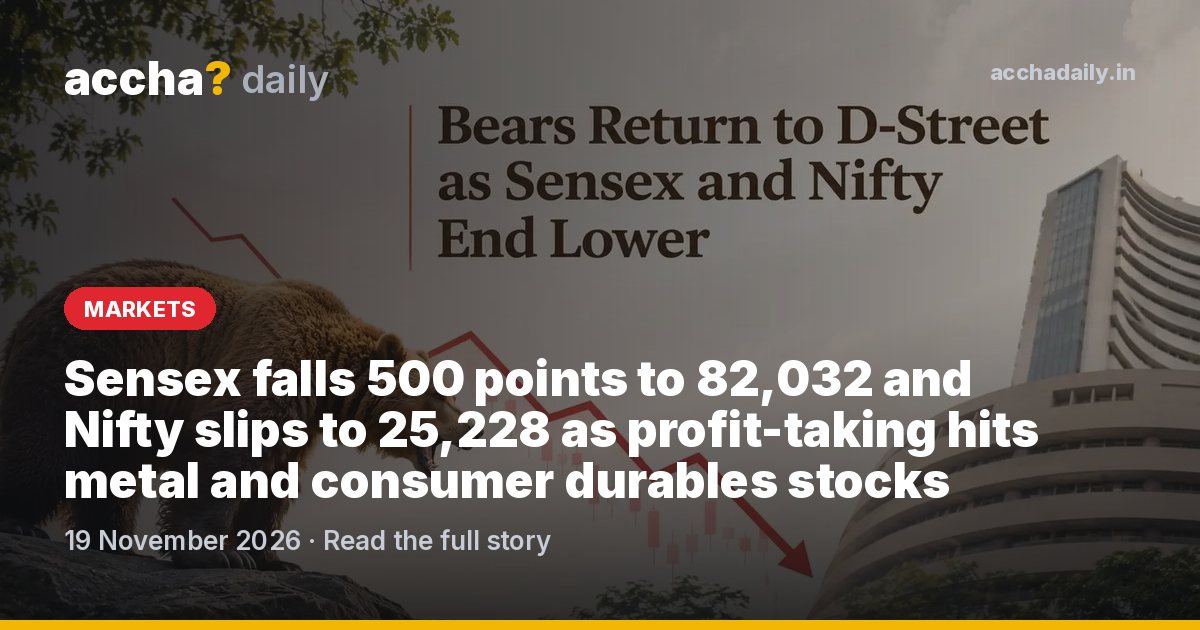 accha? daily
acchadaily.in
Bears Return to D-Street
as Sensex and Nifty
End Lower
MARKETS
Sensex falls 500 points to 82,032 and
Nifty slips to 25,228 as profit-taking hits
metal and consumer durables stocks
19 November 2026 · Read the full story